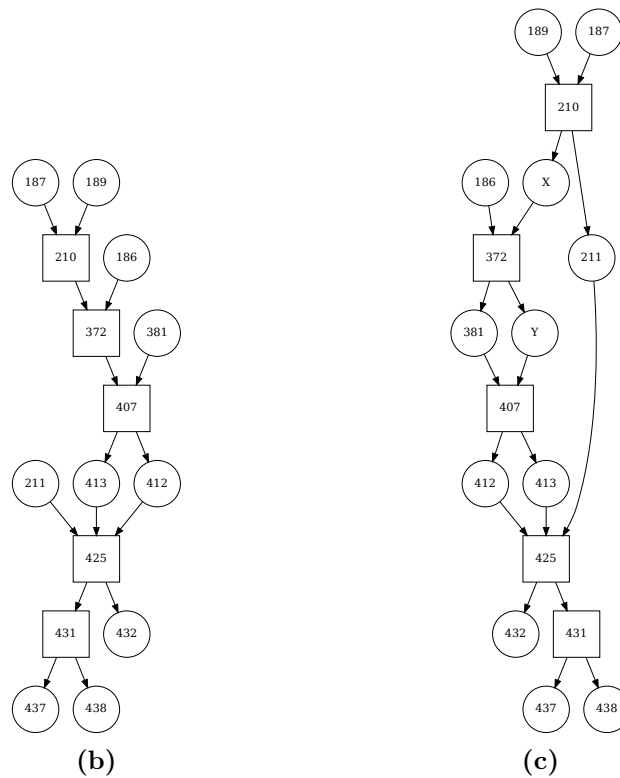 189 187
210
187 189 186 X
210 186 372 211
372 381 381 Y
407 407
211 413 412 412 413
425 425
431 432 432 431
437 438 437 438
(b) (c)